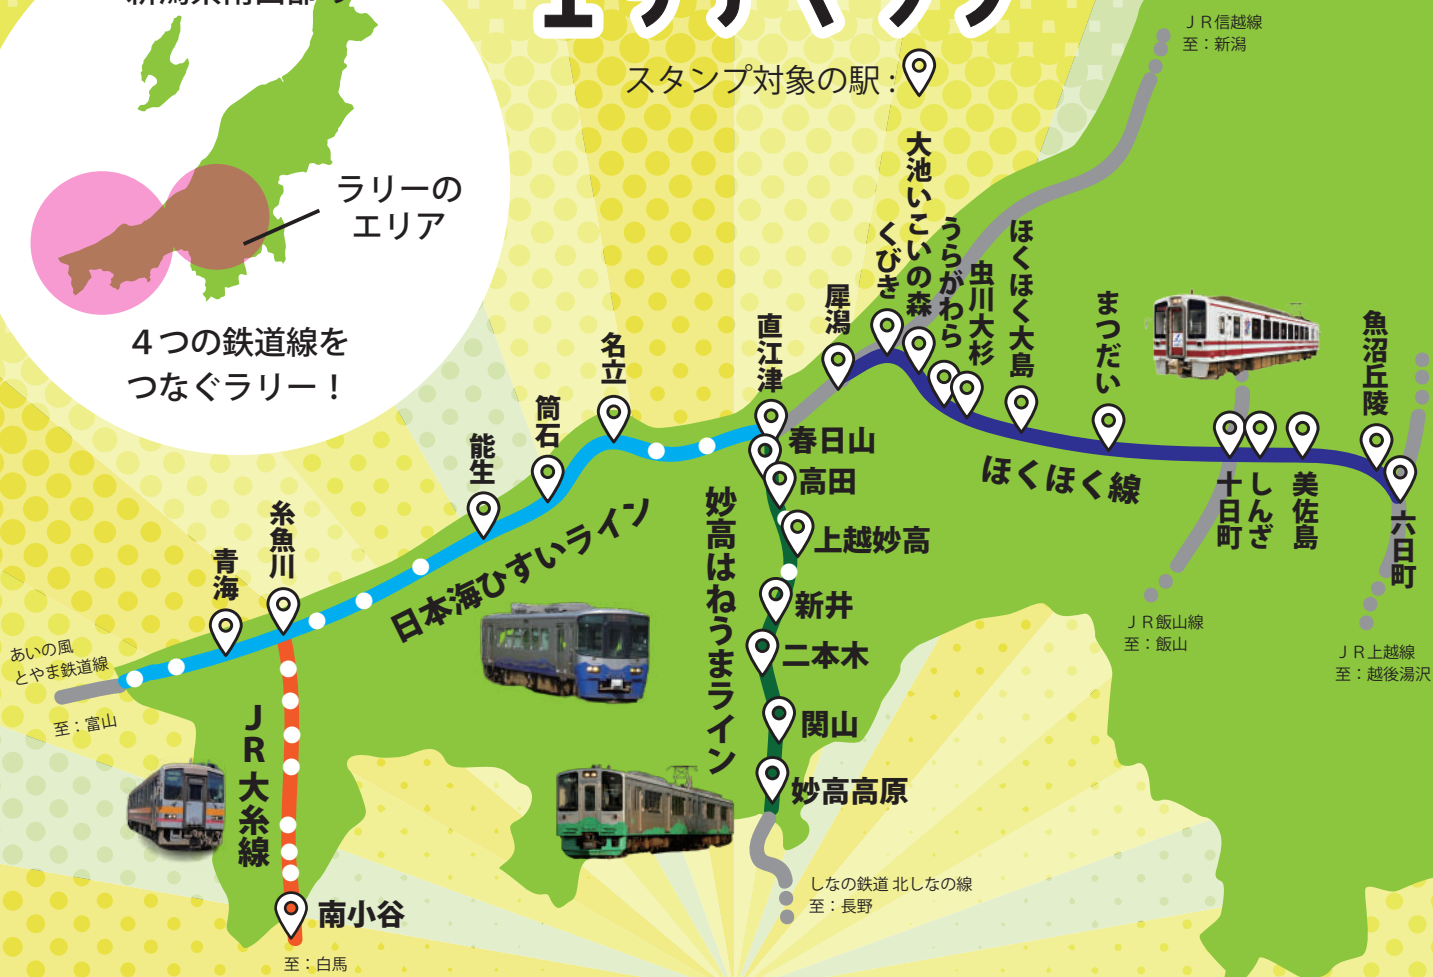 エリアマップ
スタンプ対象の駅：
ラリーの
エリア
４つの鉄道線を
つなぐラリー！
ＪＲ信越線
至：新潟
大池いこいの森
くびき
うらがわら
虫川大杉
ほくほく大島
まつだい
犀潟
直江津
名立
筒石
能生
糸魚川
青海
魚沼丘陵
春日山
高田
上越妙高
新井
二本木
関山
妙高高原
ほくほく線
十日町
しんざ
美佐島
六日町
日本海ひすいライン
妙高はねうまライン
あいの風
とやま鉄道線
至：富山
ＪＲ大糸線
南小谷
至：白馬
しなの鉄道 北しなの線
至：長野
ＪＲ飯山線
至：飯山
ＪＲ上越線
至：越後湯沢